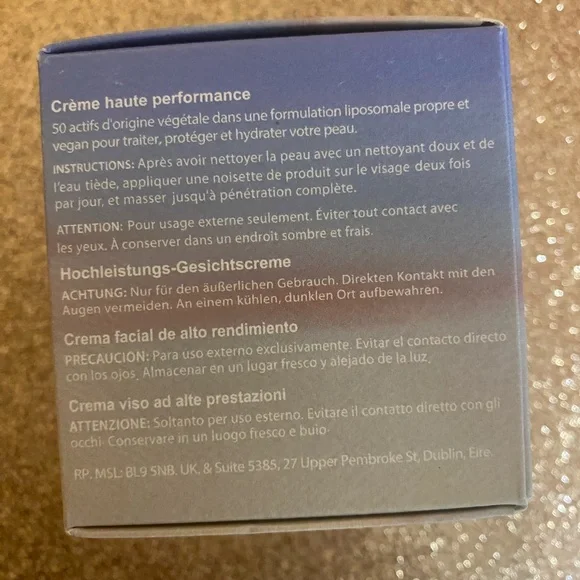 Crème haute performance
50 actifs d'origine végétale dans une formulation liposomale propre et
vegan pour traiter, protéger et hydrater votre peau.
INSTRUCTIONS: Après avoir nettoyer la peau avec un nettoyant doux et de
l'eau tiède, appliquer une noisette de produit sur le visage deux fois
par jour, et masser jusqu'à pénétration complète.
ATTENTION: Pour usage externe seulement. Éviter tout contact avec
les yeux. À conserver dans un endroit sombre et frais.
Hochleistungs-Gesichtscreme
ACHTUNG: Nur für den äußerlichen Gebrauch. Direkten Kontakt mit den
Augen vermeiden. An einem kühlen, dunklen Ort aufbewahren.
Crema facial de alto rendimiento
PRECAUCION: Para uso externo exclusivamente. Evitar el contacto directo
con los ojos. Almacenar en un lugar fresco y alejado de la luz.
Crema viso ad alte prestazioni
ATTENZIONE: Soltanto per uso esterno. Evitare il contatto diretto con gli
occhi. Conservare in un luogo fresco e buio.
RP. MSL: BL9 5NB. UK. & Suite 5385, 27 Upper Pembroke St, Dublin, Eire.